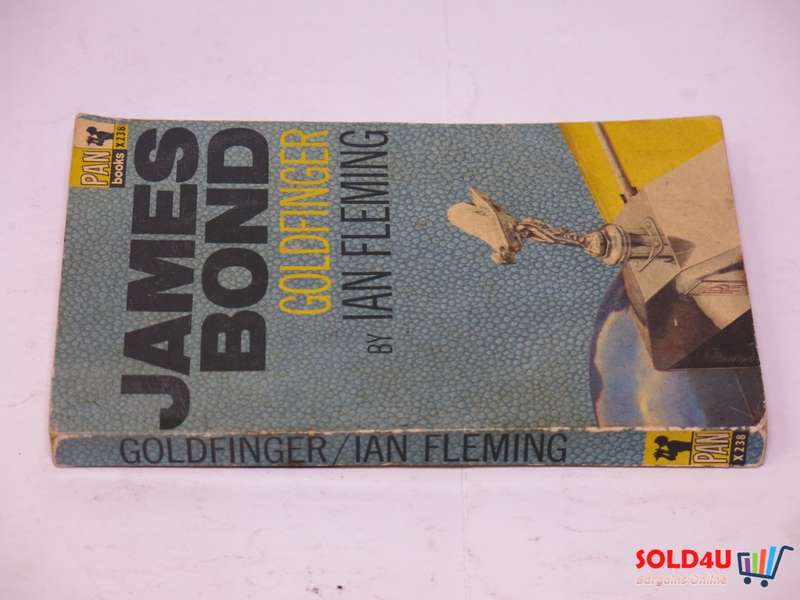 PAN
books X238
JAMES
BOND
GOLDFINGER
BY IAN FLEMING
GOLDFINGER/IAN FLEMING
PAN
X238
SOLD4U
Bargains Online